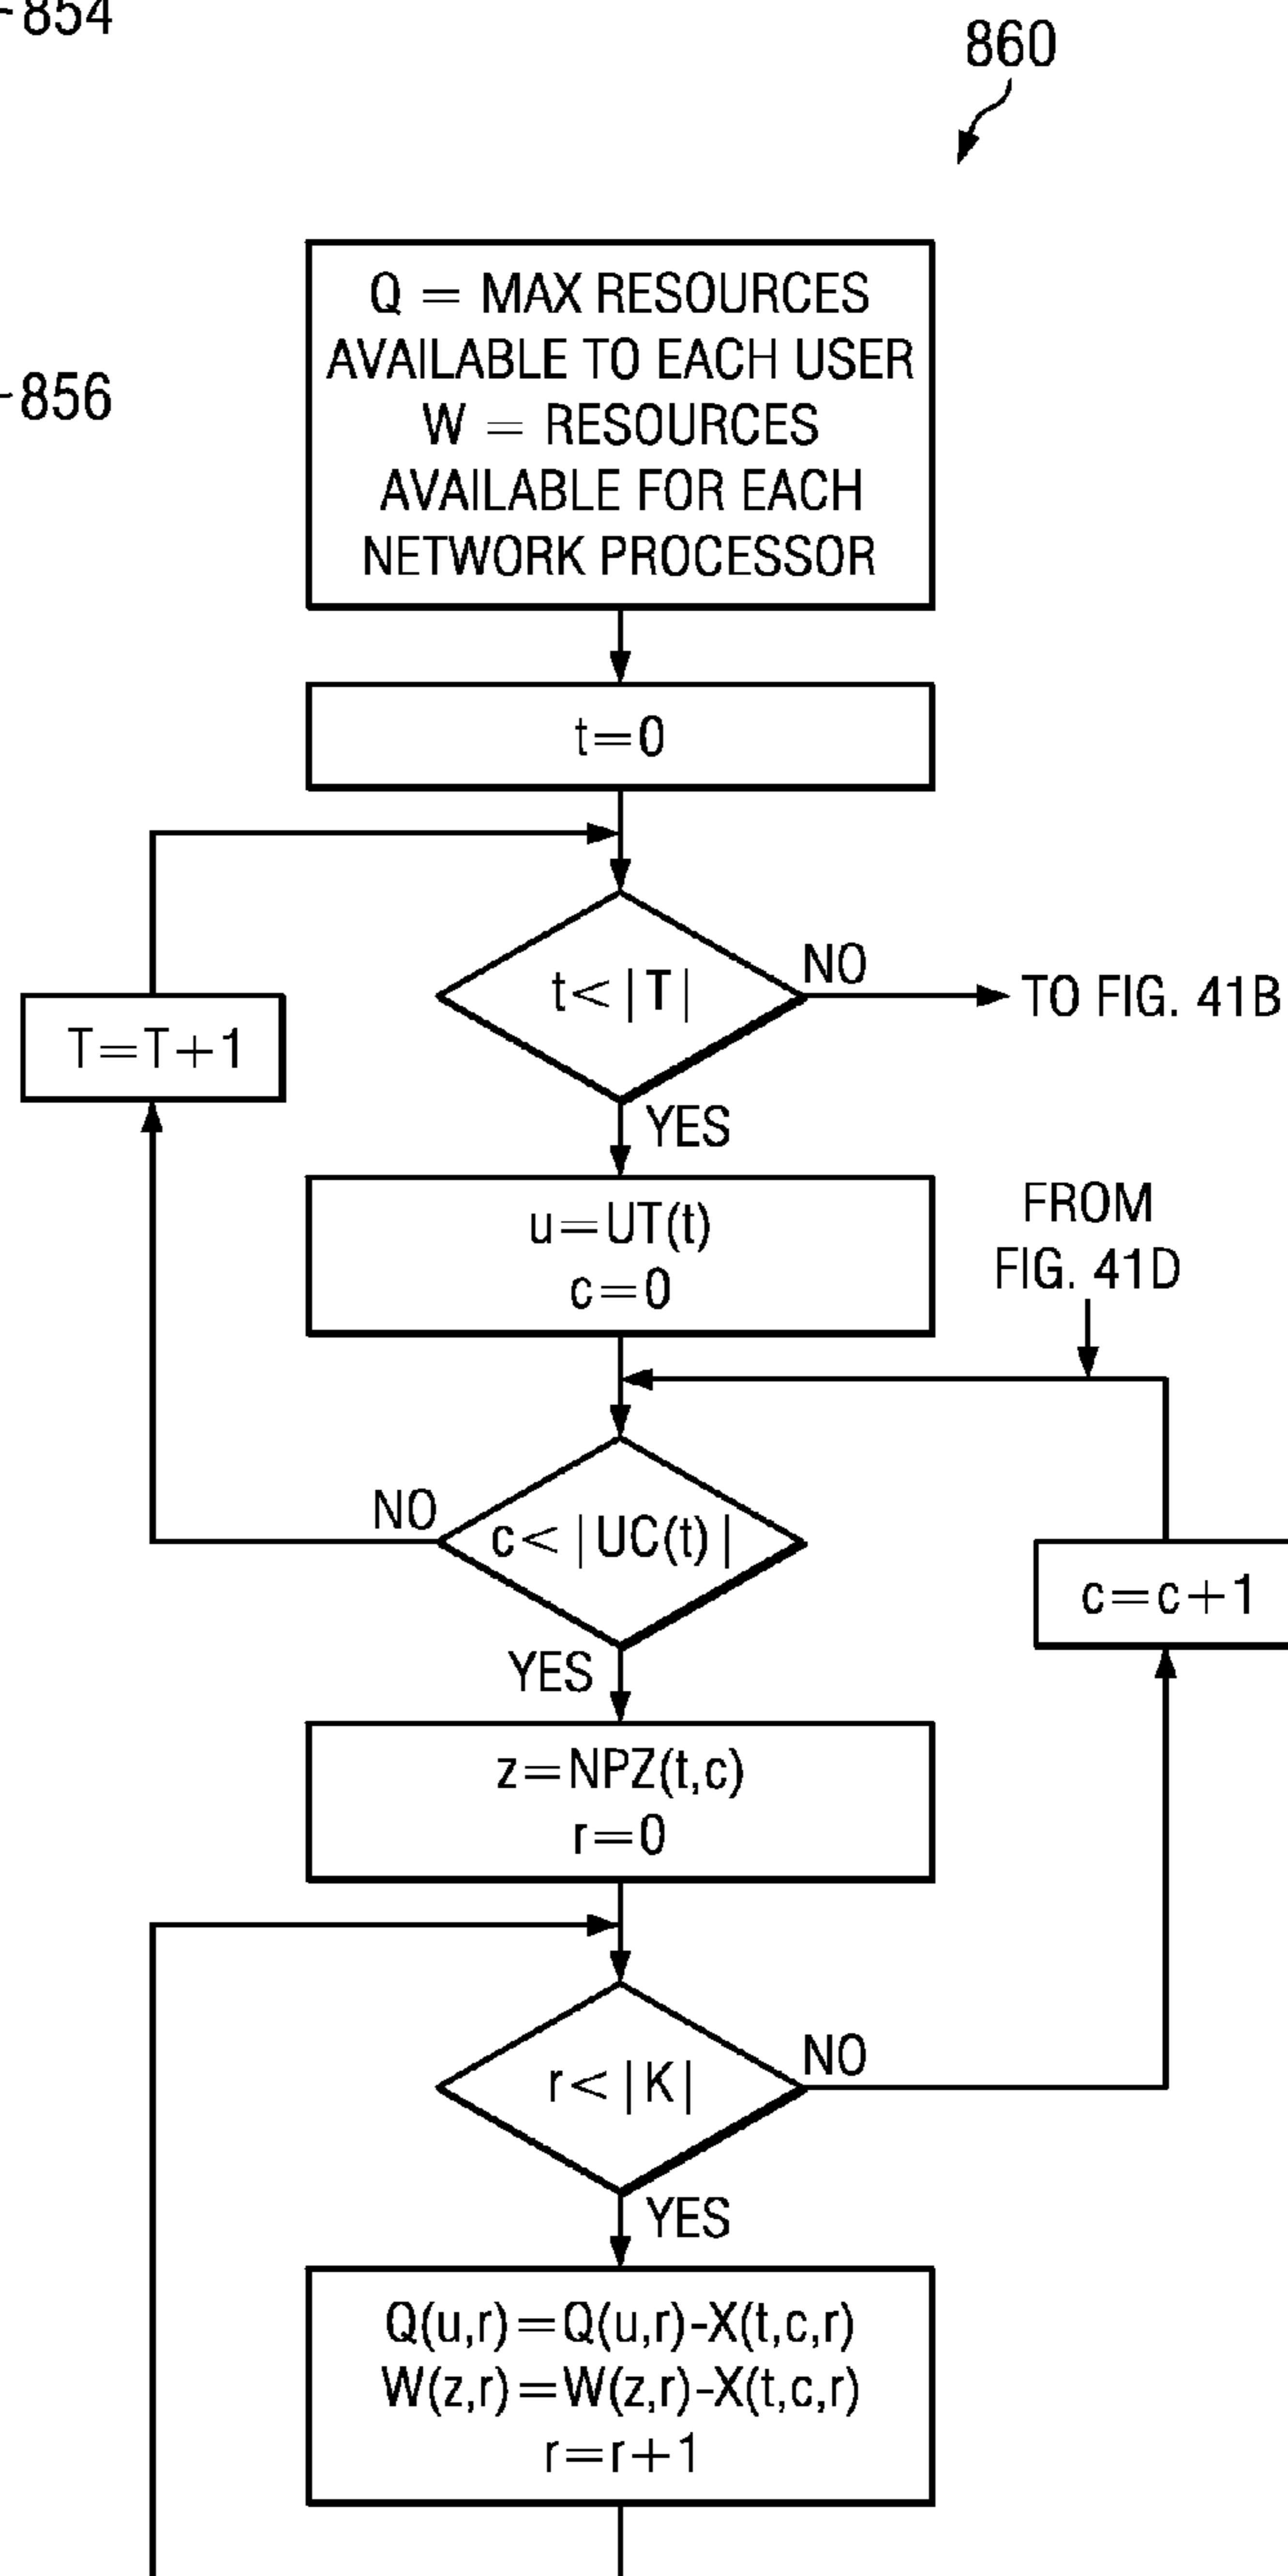 854
860
856
Q = MAX RESOURCES
AVAILABLE TO EACH USER
W = RESOURCES
AVAILABLE FOR EACH
NETWORK PROCESSOR
t=0
t<|T|
NO
TO FIG. 41B
T=T+1
YES
u=UT(t)
c=0
FROM
FIG. 41D
NO
c<|UC(t)|
c=c+1
YES
z=NPZ(t,c)
r=0
r<|K|
NO
YES
Q(u,r)=Q(u,r)-X(t,c,r)
W(z,r)=W(z,r)-X(t,c,r)
r=r+1